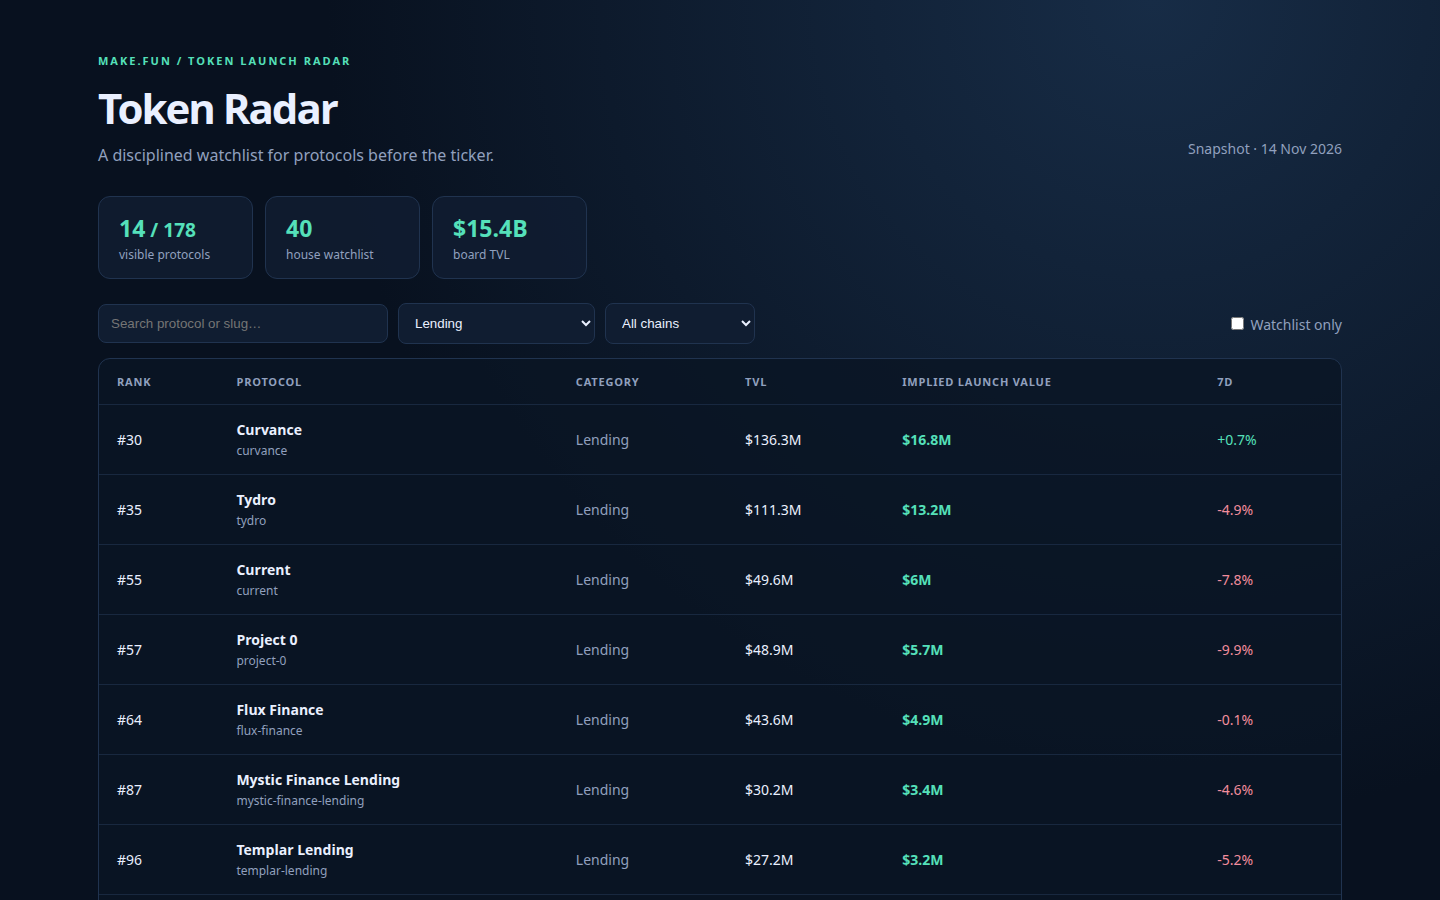 MAKE.FUN / TOKEN LAUNCH RADAR
Token Radar
A disciplined watchlist for protocols before the ticker.
Snapshot · 14 Nov 2026
14 / 178
visible protocols
40
house watchlist
$15.4B
board TVL
Search protocol or slug…
Lending
All chains
Watchlist only
RANK PROTOCOL CATEGORY TVL IMPLIED LAUNCH VALUE 7D
#30 Curvance Lending $136.3M $16.8M +0.7%
curvance
#35 Tydro Lending $111.3M $13.2M -4.9%
tydro
#55 Current Lending $49.6M $6M -7.8%
current
#57 Project 0 Lending $48.9M $5.7M -9.9%
project-0
#64 Flux Finance Lending $43.6M $4.9M -0.1%
flux-finance
#87 Mystic Finance Lending Lending $30.2M $3.4M -4.6%
mystic-finance-lending
#96 Templar Lending Lending $27.2M $3.2M -5.2%
templar-lending